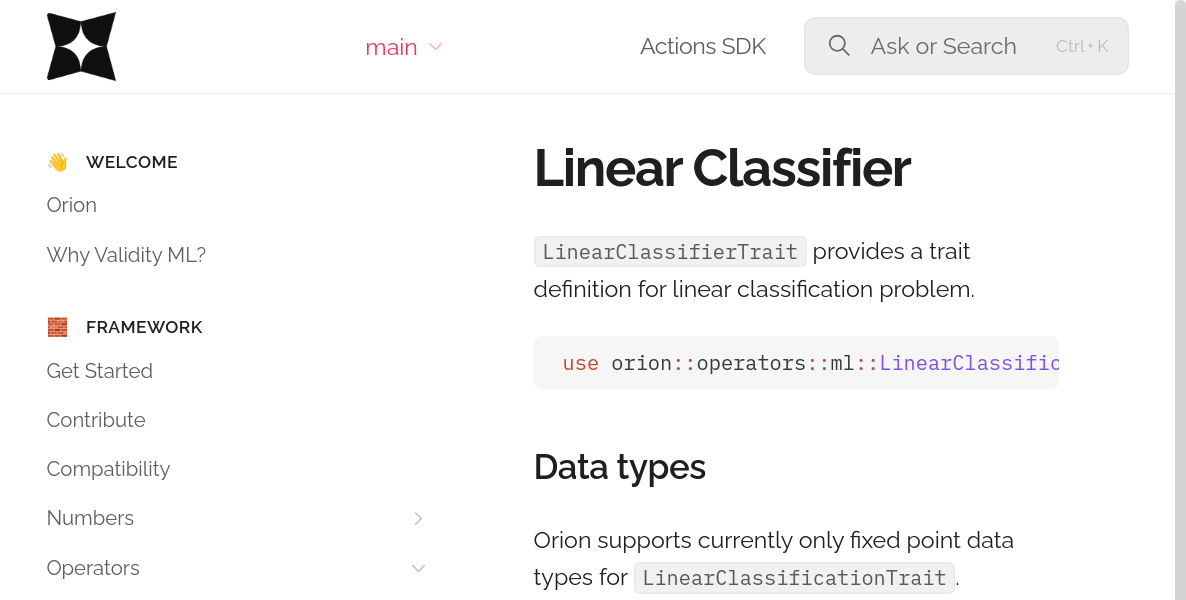 main
Actions SDK
Ask or Search
Ctrl + K
WELCOME
Orion
Why Validity ML?
FRAMEWORK
Get Started
Contribute
Compatibility
Numbers
Operators
Linear Classifier
LinearClassifierTrait provides a trait
definition for linear classification problem.
use orion::operators::ml::LinearClassific
Data types
Orion supports currently only fixed point data
types for LinearClassificationTrait.